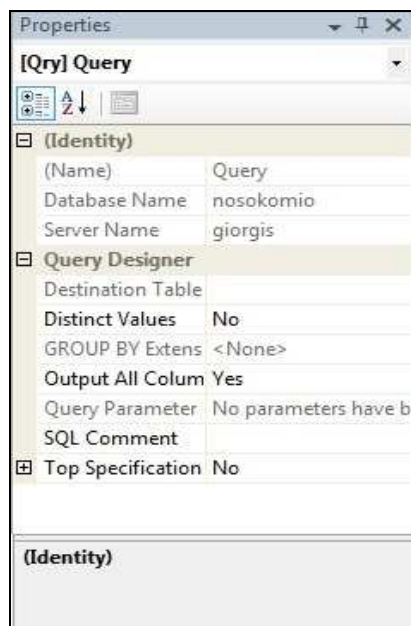 Properties
[Qry] Query
(Identity)
(Name) Query
Database Name nosokomio
Server Name giorgis
Query Designer
Destination Table
Distinct Values No
GROUP BY Extens <None>
Output All Colum Yes
Query Parameter No parameters have b
SQL Comment
Top Specification No
(Identity)